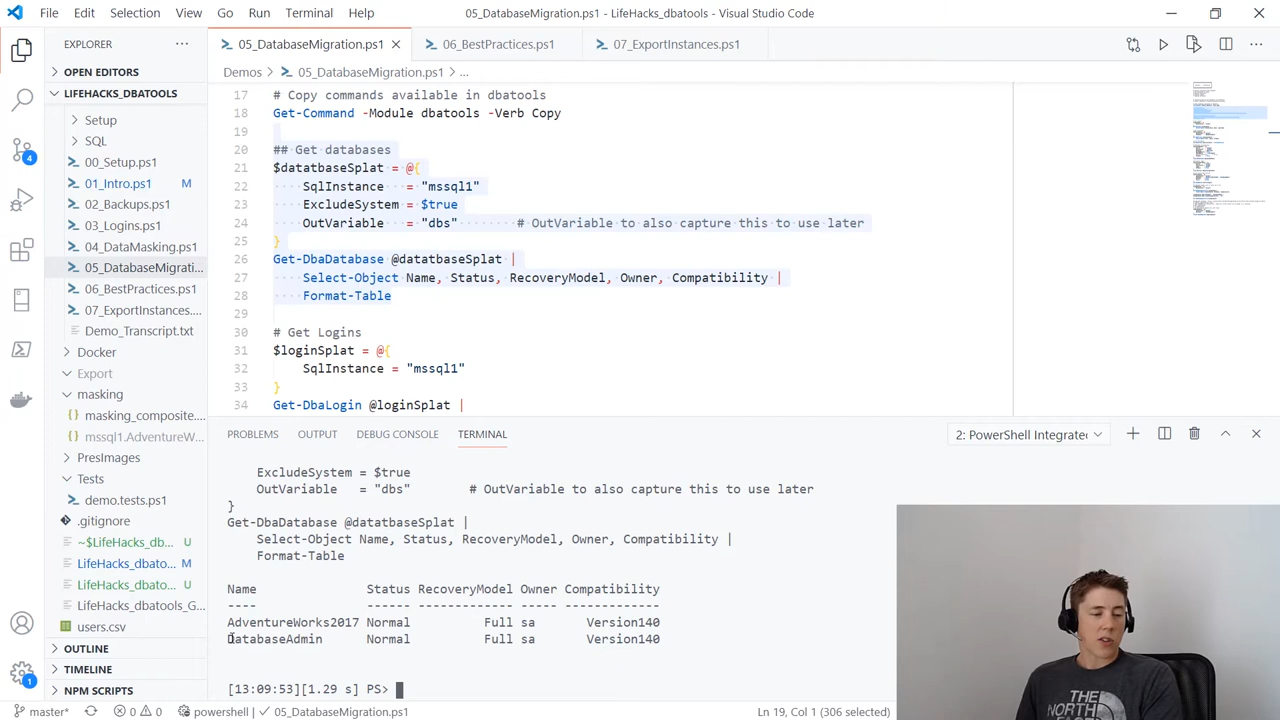 File Edit Selection View Go Run Terminal Help 05_DatabaseMigration.ps1 - LifeHacks_dbatools - Visual Studio Code
EXPLORER
OPEN EDITORS
LIFEHACKS_DBATOOLS
Setup
SQL
00_Setup.ps1
01_Intro.ps1 M
02_Backups.ps1
03_Logins.ps1
04_DataMasking.ps1
05_DatabaseMigrati...
06_BestPractices.ps1
07_ExportInstances....
Demo_Transcript.txt
Docker
Export
masking
masking_composite....
mssql1.AdventureW...
PresImages
Tests
demo.tests.ps1
.gitignore
~$LifeHacks_db... U
LifeHacks_dbato... M
LifeHacks_dbato... U
LifeHacks_dbatools_G...
users.csv
OUTLINE
TIMELINE
NPM SCRIPTS
4
1
05_DatabaseMigration.ps1 06_BestPractices.ps1 07_ExportInstances.ps1
Demos > 05_DatabaseMigration.ps1 > ...
17 # Copy commands available in dbatools
18 Get-Command -Module dbatools -Verb Copy
19
20 ## Get databases
21 $datatbaseSplat = @{
22 SqlInstance = "mssql1"
23 ExcludeSystem = $true
24 OutVariable = "dbs" # OutVariable to also capture this to use later
25 }
26 Get-DbaDatabase @datatbaseSplat |
27 Select-Object Name, Status, RecoveryModel, Owner, Compatibility |
28 Format-Table
29
30 # Get Logins
31 $loginSplat = @{
32 SqlInstance = "mssql1"
33 }
34 Get-DbaLogin @loginSplat |
PROBLEMS OUTPUT DEBUG CONSOLE TERMINAL 2: PowerShell Integrated
ExcludeSystem = $true
OutVariable = "dbs" # OutVariable to also capture this to use later
}
Get-DbaDatabase @datatbaseSplat |
Select-Object Name, Status, RecoveryModel, Owner, Compatibility |
Format-Table
Name Status RecoveryModel Owner Compatibility
---- ------ ------------- ----- -------------
AdventureWorks2017 Normal Full sa Version140
DatabaseAdmin Normal Full sa Version140
[13:09:53][1.29 s] PS>
THE
NORTH
master* 0 0 powershell 05_DatabaseMigration.ps1 Ln 19, Col 1 (306 selected)